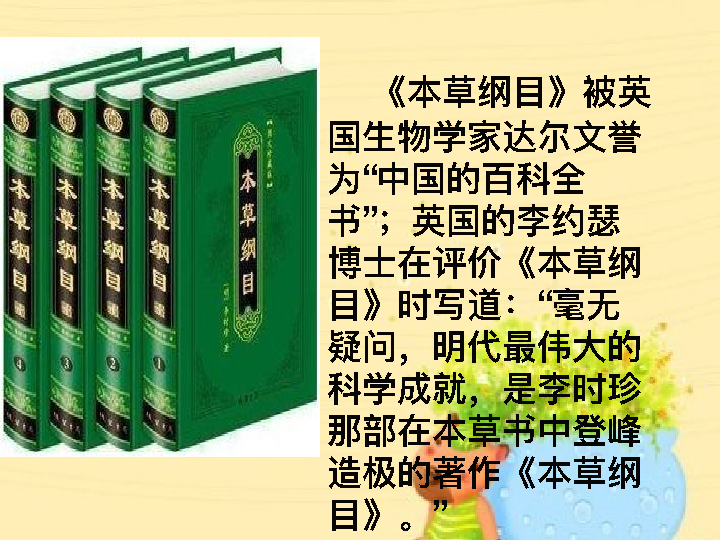 《本草纲目》被英
国生物学家达尔文誉
为“中国的百科全
书”；英国的李约瑟
博士在评价《本草纲
目》时写道：“毫无
疑问，明代最伟大的
科学成就，是李时珍
那部在本草书中登峰
造极的著作《本草纲
目》。”
本草纲目
4
本草纲目
3
本草纲目
2
本草纲目
1
本草纲目